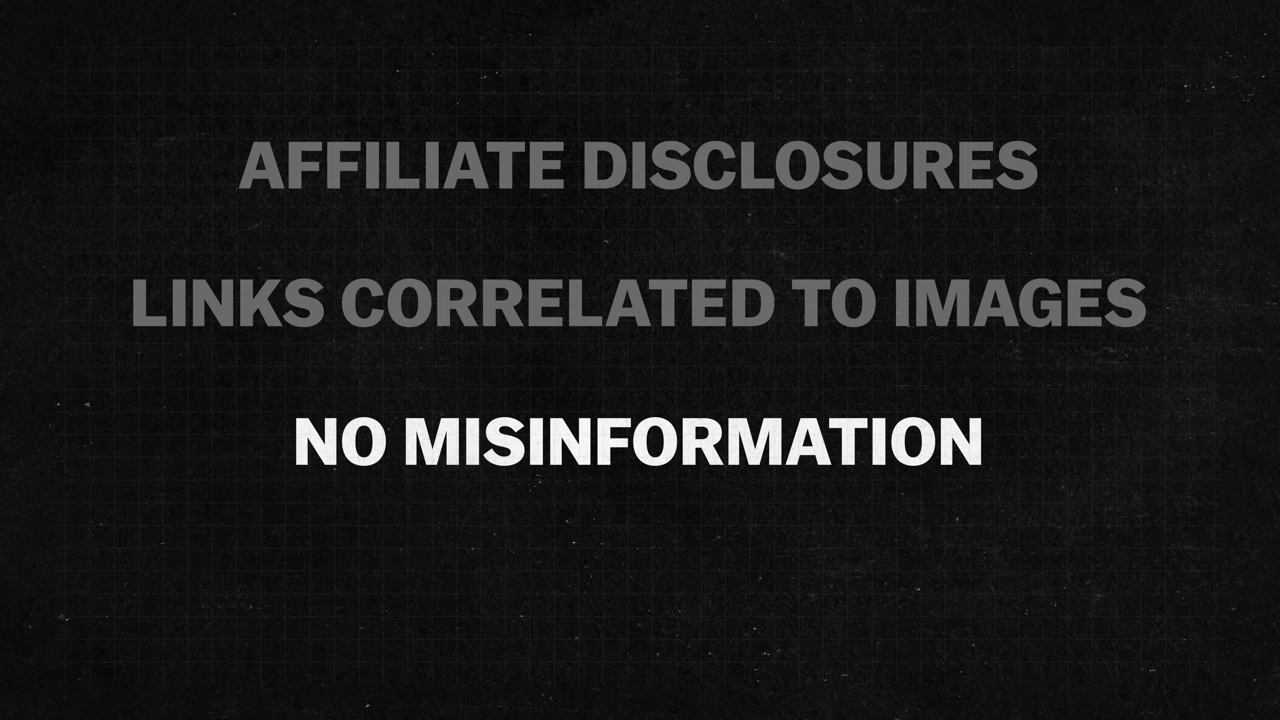 AFFILIATE DISCLOSURES
LINKS CORRELATED TO IMAGES
NO MISINFORMATION